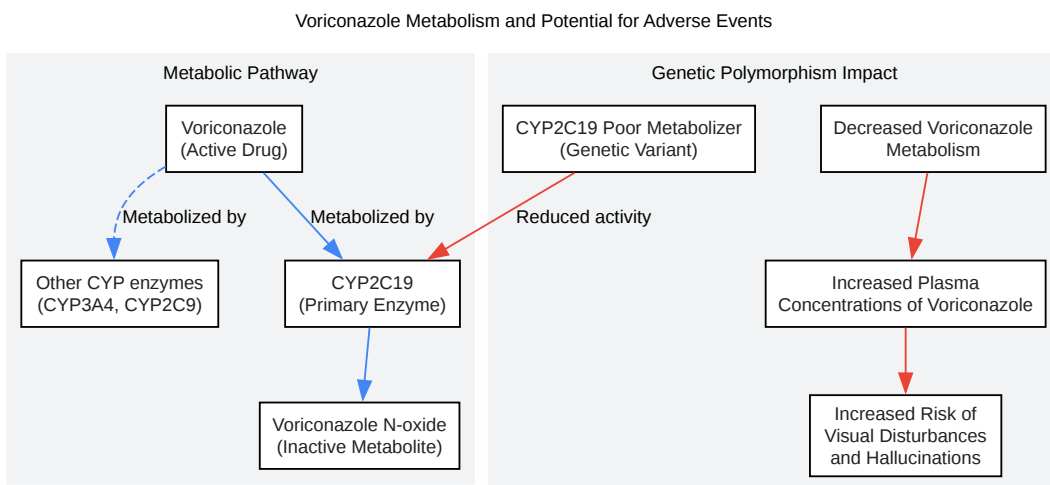 Voriconazole Metabolism and Potential for Adverse Events
Metabolic Pathway
Voriconazole
(Active Drug)
Metabolized by
Metabolized by
Other CYP enzymes
(CYP3A4, CYP2C9)
CYP2C19
(Primary Enzyme)
Voriconazole N-oxide
(Inactive Metabolite)
Genetic Polymorphism Impact
CYP2C19 Poor Metabolizer
(Genetic Variant)
Reduced activity
Decreased Voriconazole
Metabolism
Increased Plasma
Concentrations of Voriconazole
Increased Risk of
Visual Disturbances
and Hallucinations